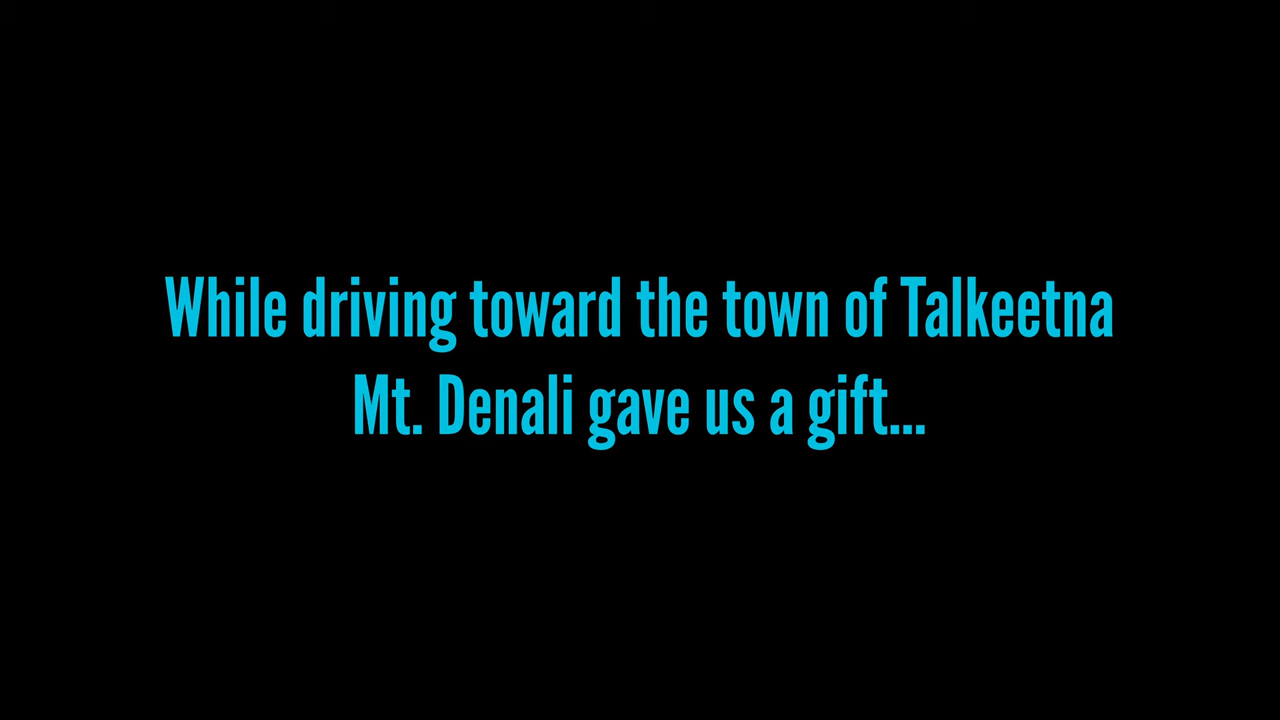 While driving toward the town of Talkeetna
Mt. Denali gave us a gift...